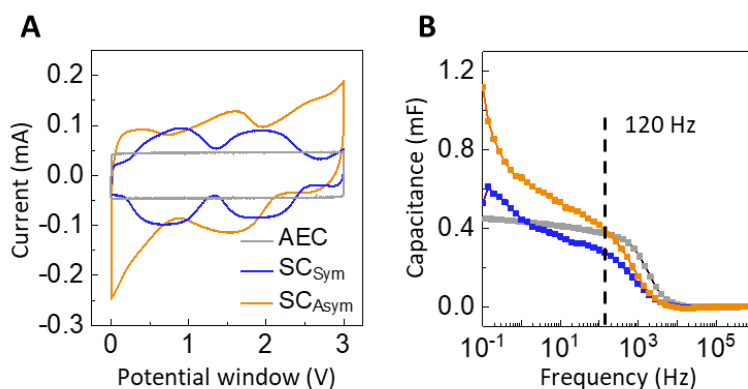 A
Current (mA)
0.2
0.1
0.0
-0.1
-0.2
-0.3
AEC
SCSym
SCAsym
0
1
2
3
Potential window (V)
B
Capacitance (mF)
1.2
0.8
0.4
0.0
120 Hz
10-1
101
103
105
Frequency (Hz)